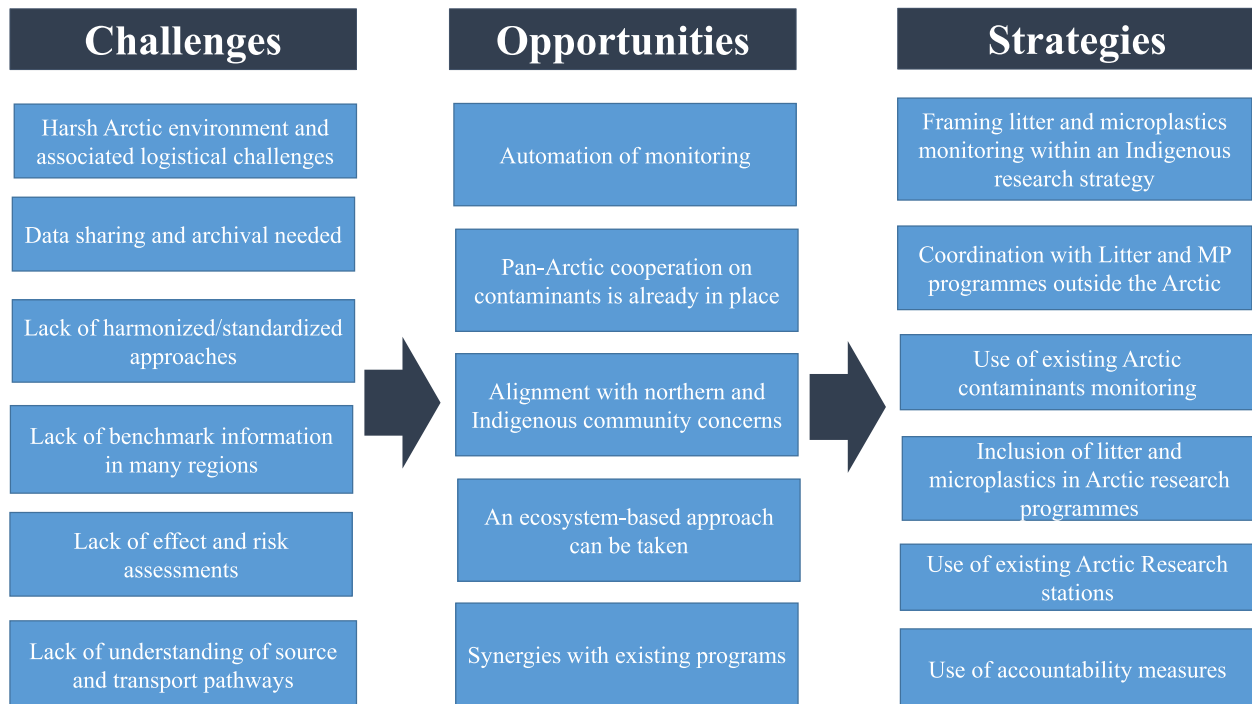 Challenges
Harsh Arctic environment and
associated logistical challenges
Data sharing and archival needed
Lack of harmonized/standardized
approaches
Lack of benchmark information
in many regions
Lack of effect and risk
assessments
Lack of understanding of source
and transport pathways
Opportunities
Automation of monitoring
Pan-Arctic cooperation on
contaminants is already in place
Alignment with northern and
Indigenous community concerns
An ecosystem-based approach
can be taken
Synergies with existing programs
Strategies
Framing litter and microplastics
monitoring within an Indigenous
research strategy
Coordination with Litter and MP
programmes outside the Arctic
Use of existing Arctic
contaminants monitoring
Inclusion of litter and
microplastics in Arctic research
programmes
Use of existing Arctic Research
stations
Use of accountability measures